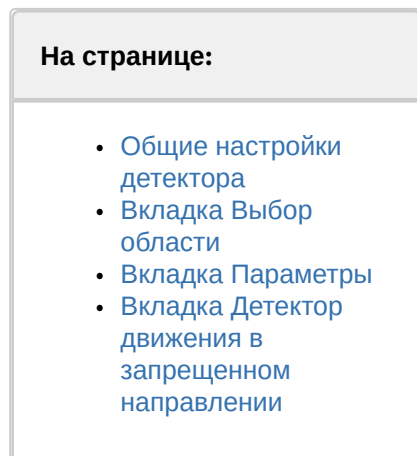 На странице:
• Общие настройки
детектора
• Вкладка Выбор
области
• Вкладка Параметры
• Вкладка Детектор
движения в
запрещенном
направлении